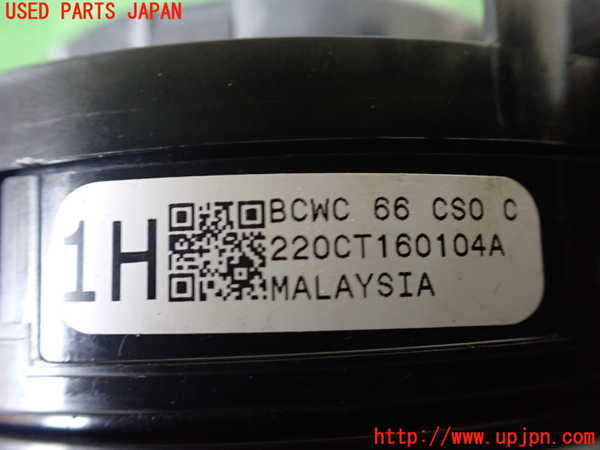 USED PARTS JAPAN
1H
BCWC 66 CS0 C
220CT160104A
MALAYSIA
http://www.upjpn.com